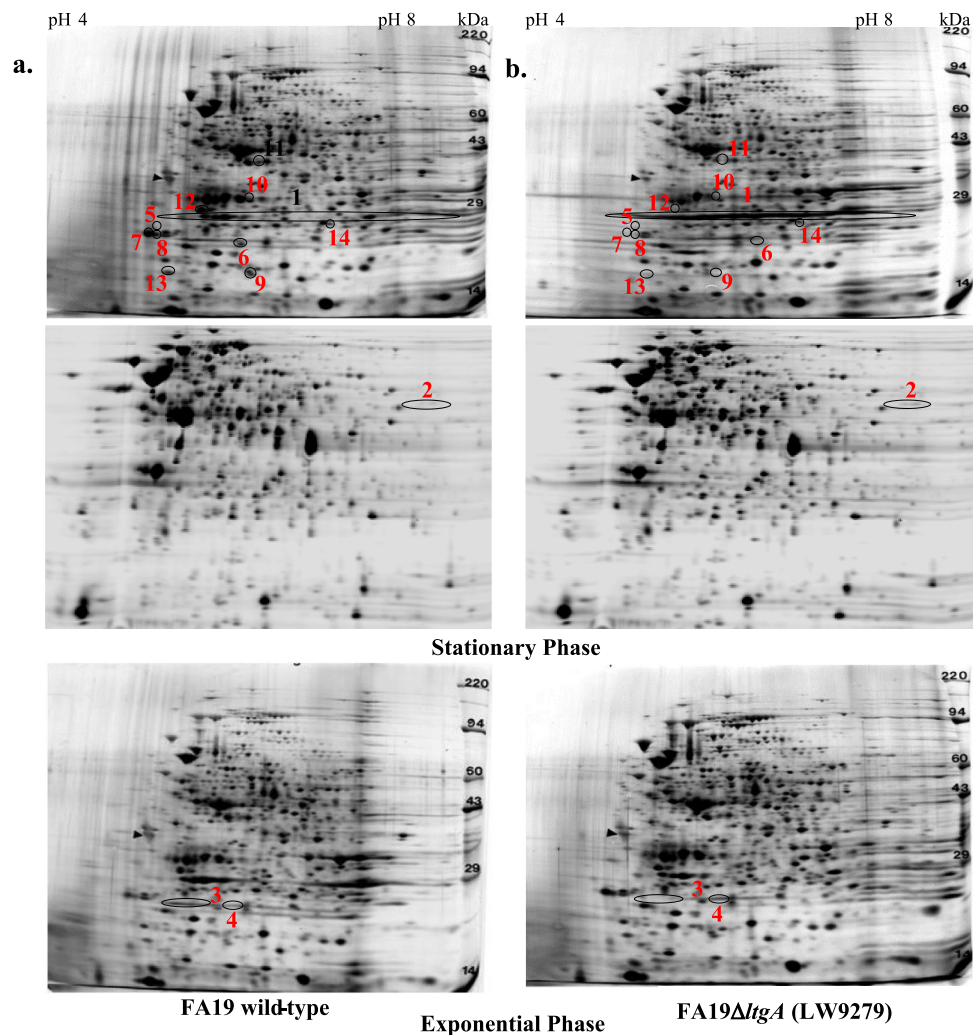 pH 4 pH 8 kDa pH 4 pH 8 kDa
a. b.
220 220
94 94
60 60
43 43
11 11
10 1 29 10 1 29
12 12
5 5
7 8 6 14 7 8 6 14
13 9 14 13 9 14
2 2
Stationary Phase
220 220
94 94
60 60
43 43
29 29
3 3
4 4
14 14
FA19 wild-type FA19ΔltgA (LW9279)
Exponential Phase